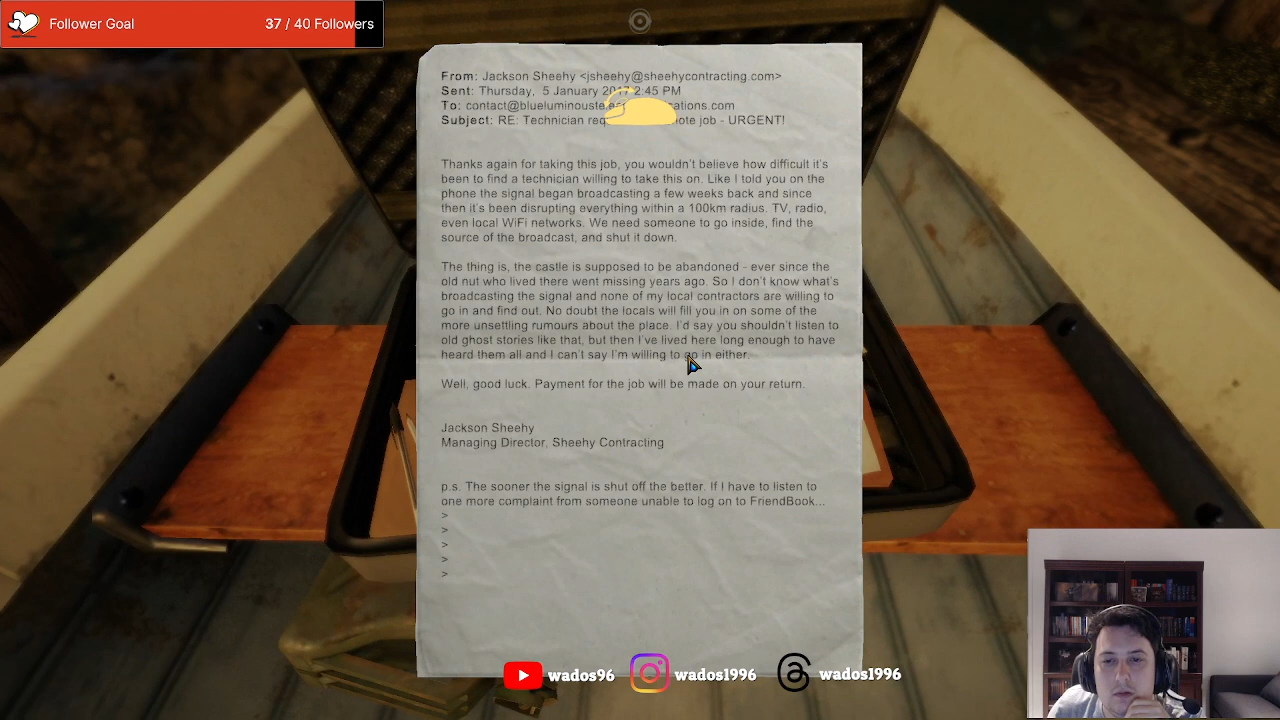 Follower Goal
37 / 40 Followers
From: Jackson Sheehy <jsheehy@sheehycontracting.com>
Sent: Thursday, 5 January 2017 2:45 PM
To: contact@blueluminouste
ations.com
Subject: RE: Technician req
ote job - URGENT!
Thanks again for taking this job, you wouldn't believe how difficult it's
been to find a technician willing to take this on. Like I told you on the
phone the signal began broadcasting a few weeks back and since
then it's been disrupting everything within a 100km radius. TV, radio,
even local WiFi networks. We need someone to go inside, find the
source of the broadcast, and shut it down.
The thing is, the castle is supposed to be abandoned - ever since the
old nut who lived there went missing years ago. So I don't know what's
broadcasting the signal and none of my local contractors are willing to
go in and find out. No doubt the locals will fill you in on some of the
more unsettling rumours about the place. I'd say you shouldn't listen to
old ghost stories like that, but then I've lived here long enough to have
heard them all and I can't say I'm willing to go in either.
Well, good luck. Payment for the job will be made on your return.
Jackson Sheehy
Managing Director, Sheehy Contracting
p.s. The sooner the signal is shut off the better. If I have to listen to
one more complaint from someone unable to log on to FriendBook...
>
>
>
>
>
wados96
wados1996
wados1996